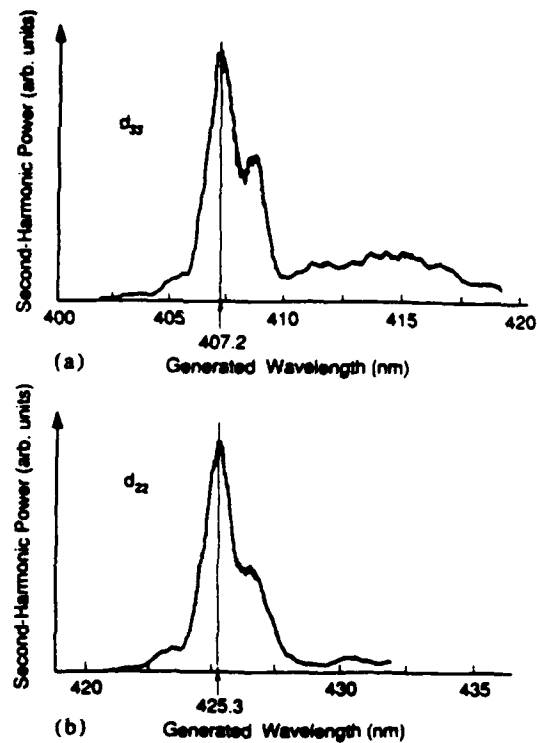 Second-Harmonic Power (arb. units)
d33
400 405 410 415 420
407.2
(a) Generated Wavelength (nm)
Second-Harmonic Power (arb. units)
d22
420 430 435
425.3
(b) Generated Wavelength (nm)